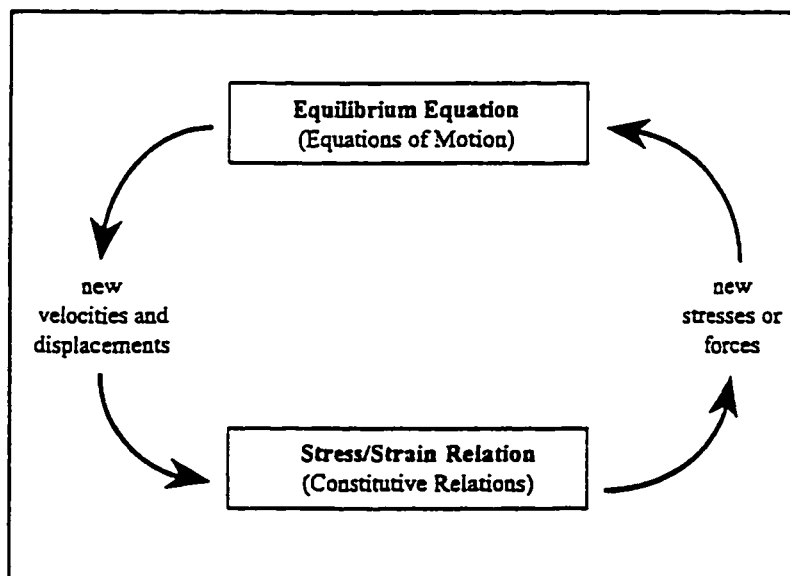 Equilibrium Equation
(Equations of Motion)
new
velocities and
displacements
new
stresses or
forces
Stress/Strain Relation
(Constitutive Relations)